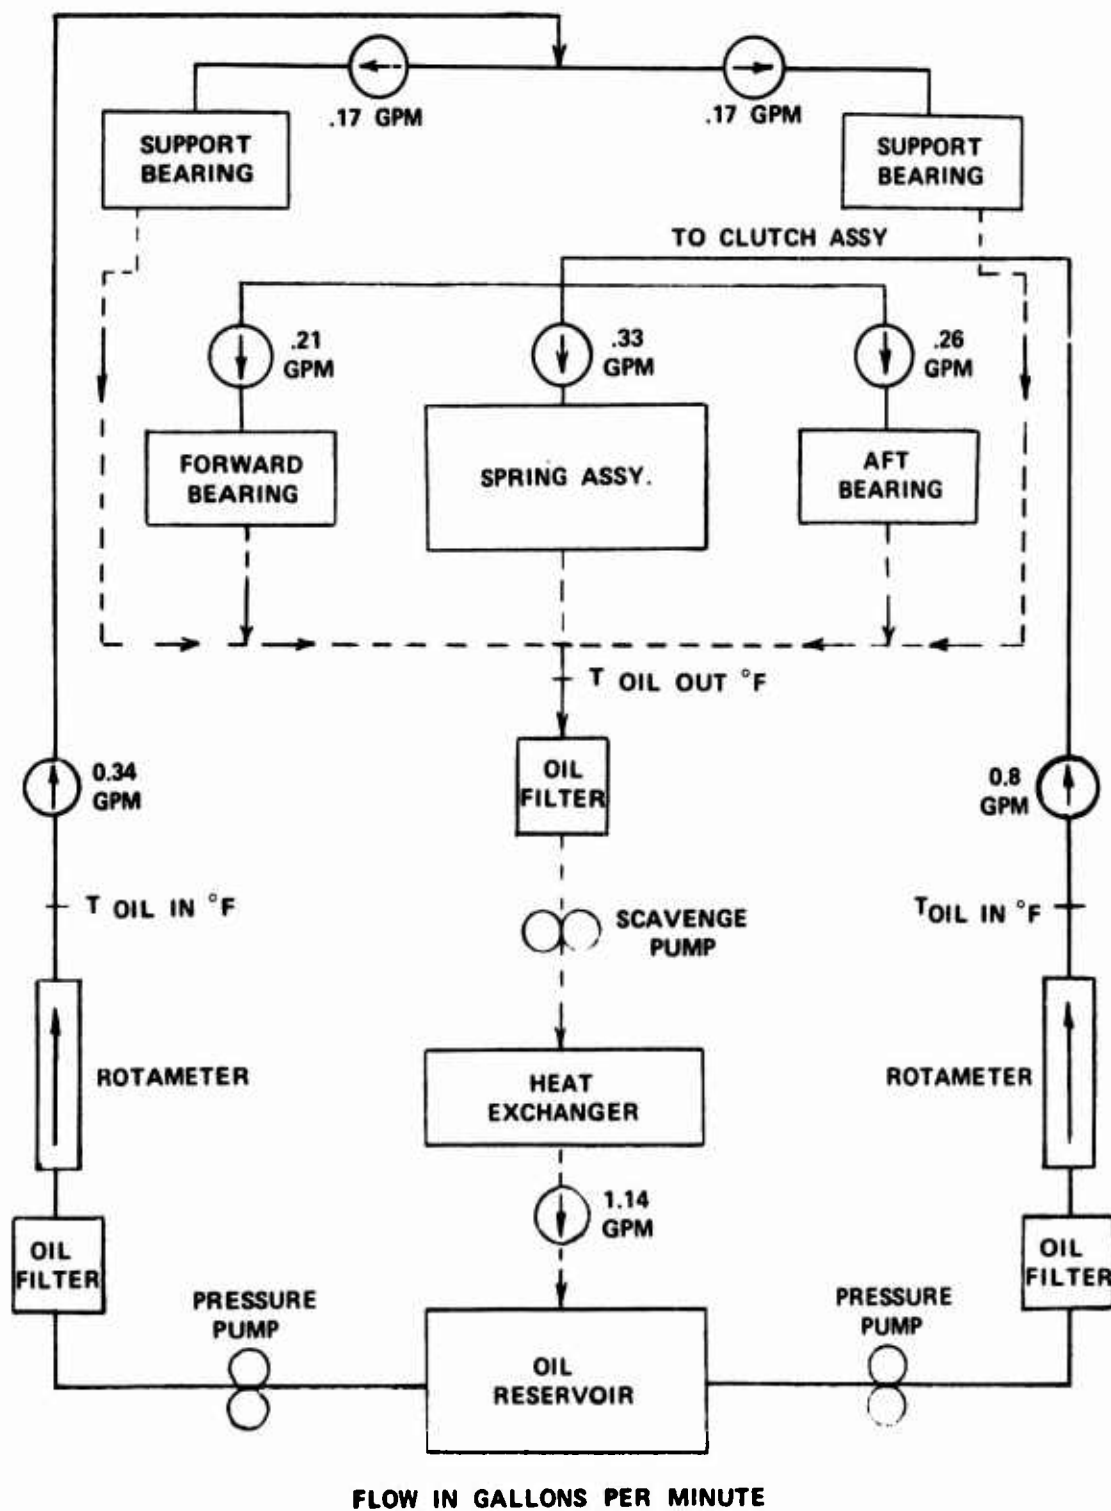 .17 GPM
.17 GPM
SUPPORT
BEARING
SUPPORT
BEARING
TO CLUTCH ASSY
.21
GPM
.33
GPM
.26
GPM
FORWARD
BEARING
SPRING ASSY.
AFT
BEARING
T OIL OUT °F
OIL
FILTER
0.34
GPM
0.8
GPM
T OIL IN °F
SCAVENGE
PUMP
T OIL IN °F
ROTAMETER
HEAT
EXCHANGER
ROTAMETER
1.14
GPM
OIL
FILTER
OIL
FILTER
PRESSURE
PUMP
PRESSURE
PUMP
OIL
RESERVOIR
FLOW IN GALLONS PER MINUTE